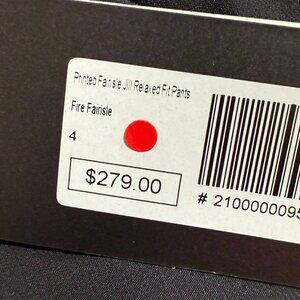 Printed Fairisle Jill Relaxed Fit Pants
Fire Fairisle
4
$279.00
# 2100000095